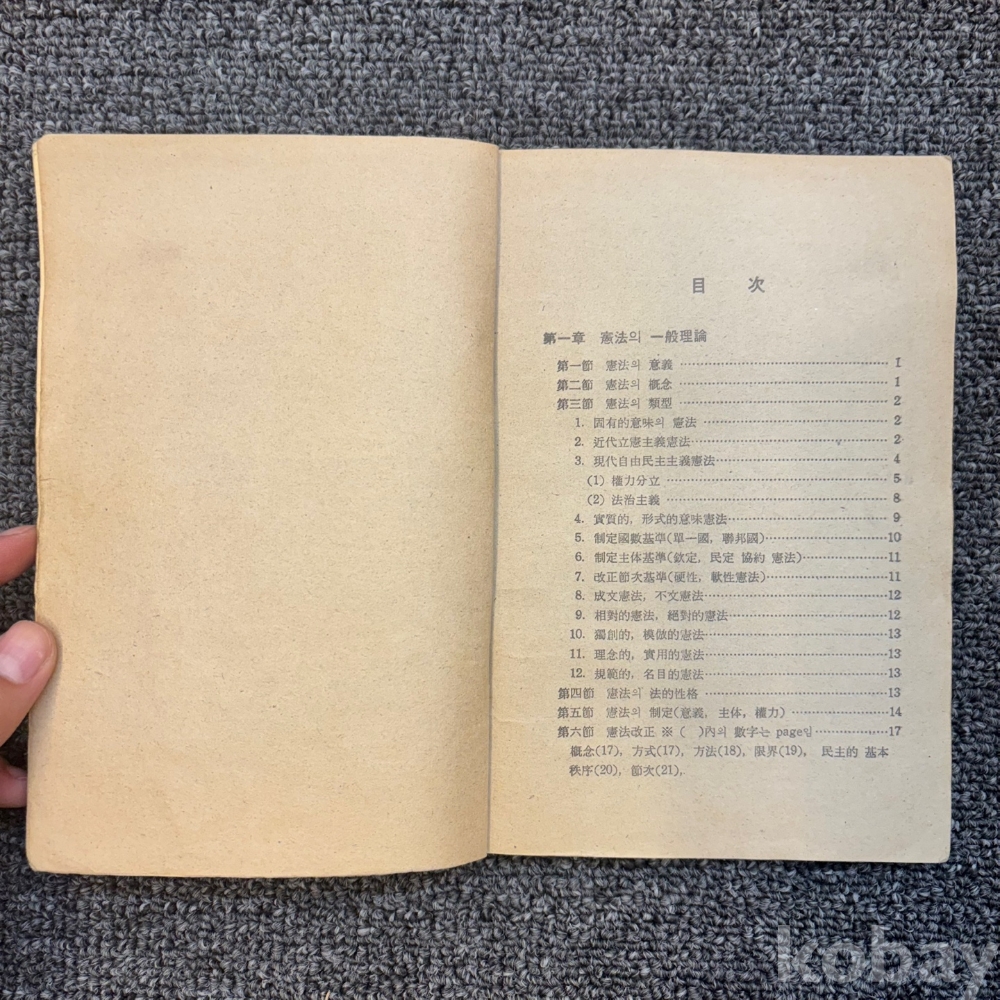 目 次
第一章 憲法의 一般理論
第一節 憲法의 意義 ································ 1
第二節 憲法의 概念 ································ 1
第三節 憲法의 類型 ································ 2
1. 固有的意味의 憲法 ································ 2
2. 近代立憲主義憲法································ 2
3. 現代自由民主主義憲法································ 4
(1) 權力分立 ································ 5
(2) 法治主義 ································ 8
4. 實質的, 形式的意味憲法································ 9
5. 制定國數基準(單一國, 聯邦國)································10
6. 制定主体基準(欽定, 民定 協約 憲法)································11
7. 改正節次基準(硬性, 軟性憲法)································11
8. 成文憲法, 不文憲法································12
9. 相對的憲法, 絕對的憲法································12
10. 獨創的, 模倣的憲法································13
11. 理念的, 實用的憲法································13
12. 規範的, 名目的憲法································13
第四節 憲法의 法的性格 ································13
第五節 憲法의 制定(意義, 主体, 權力) ································14
第六節 憲法改正 ※ ( )內의 數字는 page임································17
概念(17), 方式(17), 方法(18), 限界(19), 民主的 基本
秩序(20), 節次(21),
kobay